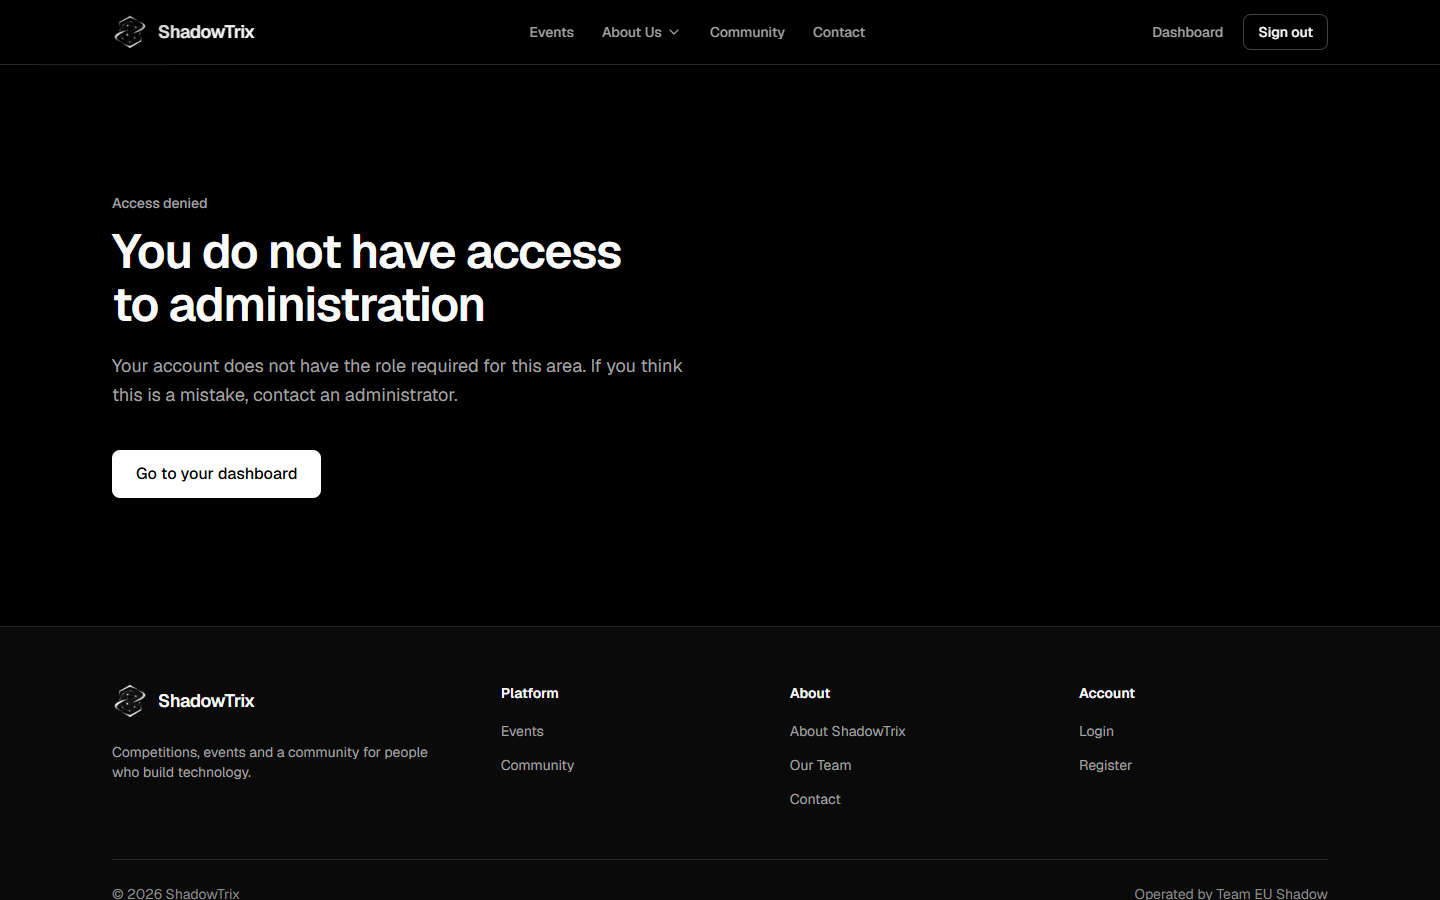 ShadowTrix
Events
About Us
Community
Contact
Dashboard
Sign out
Access denied
You do not have access
to administration
Your account does not have the role required for this area. If you think
this is a mistake, contact an administrator.
Go to your dashboard
ShadowTrix
Competitions, events and a community for people
who build technology.
Platform
Events
Community
About
About ShadowTrix
Our Team
Contact
Account
Login
Register
© 2026 ShadowTrix
Operated by Team EU Shadow